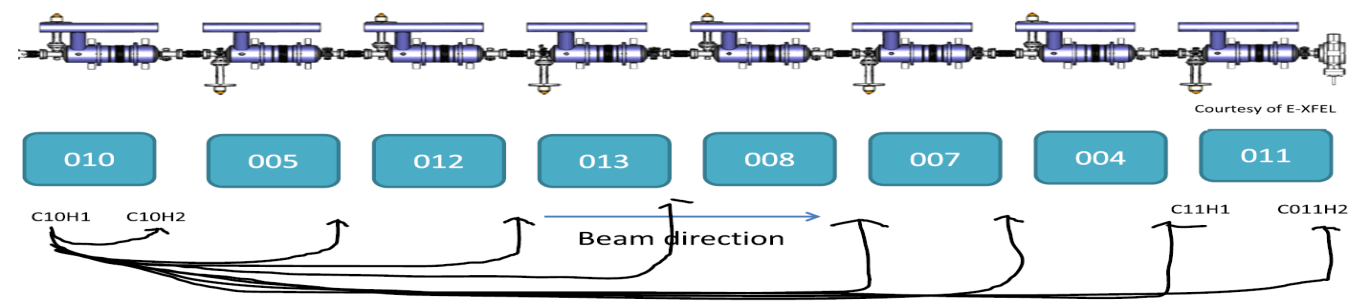 Courtesy of E-XFEL
010 005 012 013 008 007 004 011
C10H1 C10H2 C11H1 C011H2
Beam direction